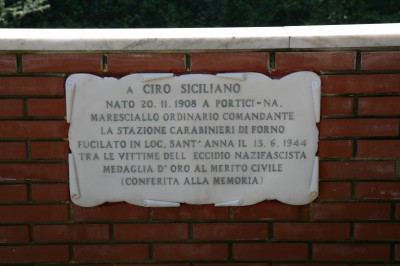 A CIRO SICILIANO
NATO 20.11.1908 A PORTICI-NA.
MARESCIALLO ORDINARIO COMANDANTE
LA STAZIONE CARABINIERI DI FORNO
FUCILATO IN LOC. SANT' ANNA IL 13.6.1944
TRA LE VITTIME DELL' ECCIDIO NAZIFASCISTA
MEDAGLIA D' ORO AL MERITO CIVILE
(CONFERITA ALLA MEMORIA)